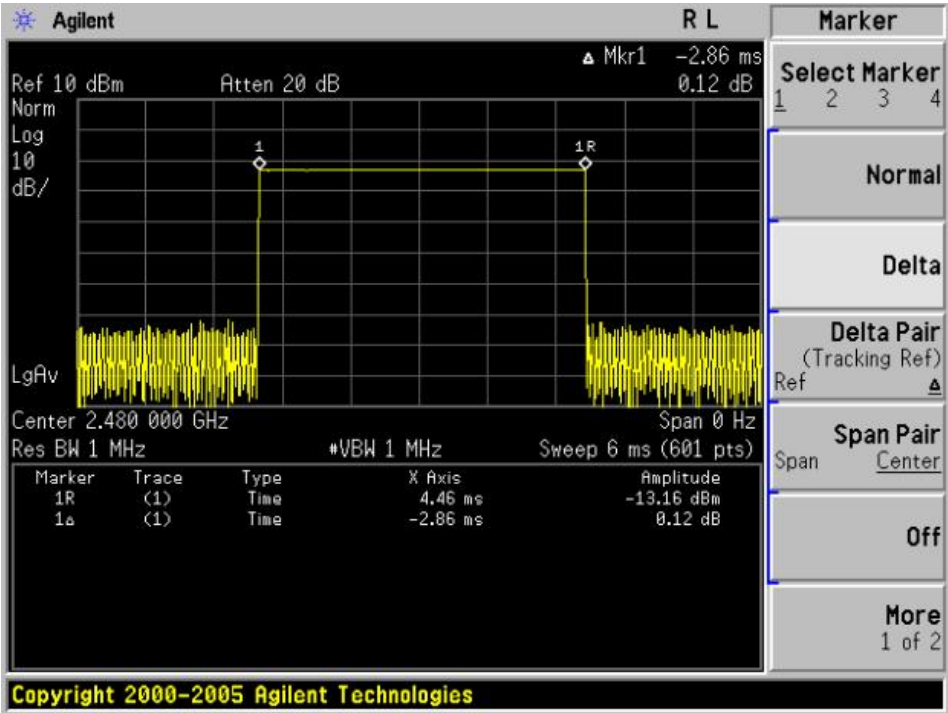 Agilent R L Marker
Δ Mkr1 -2.86 ms
Ref 10 dBm Atten 20 dB 0.12 dB
Norm
Log
10
dB/
1 1R
LgAv
Center 2.480 000 GHz Span 0 Hz
Res BW 1 MHz #VBW 1 MHz Sweep 6 ms (601 pts)
Marker Trace Type X Axis Amplitude
1R (1) Time 4.46 ms -13.16 dBm
1Δ (1) Time -2.86 ms 0.12 dB
Select Marker
1 2 3 4
Normal
Delta
Delta Pair
(Tracking Ref)
Ref Δ
Span Pair
Span Center
Off
More
1 of 2
Copyright 2000-2005 Agilent Technologies